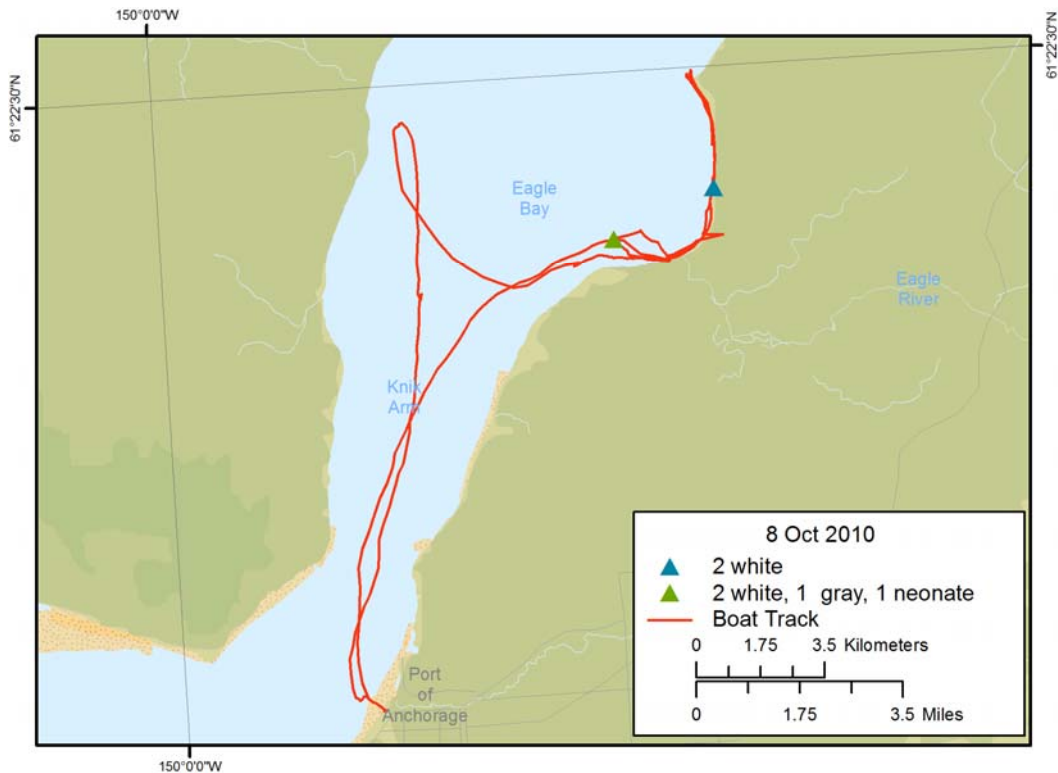 150°0'0"W
61°22'30"N
61°22'30"N
Eagle
Bay
Eagle
River
Knik
Arm
Port
of
Anchorage
8 Oct 2010
2 white
2 white, 1 gray, 1 neonate
Boat Track
0 1.75 3.5 Kilometers
0 1.75 3.5 Miles
150°0'0"W